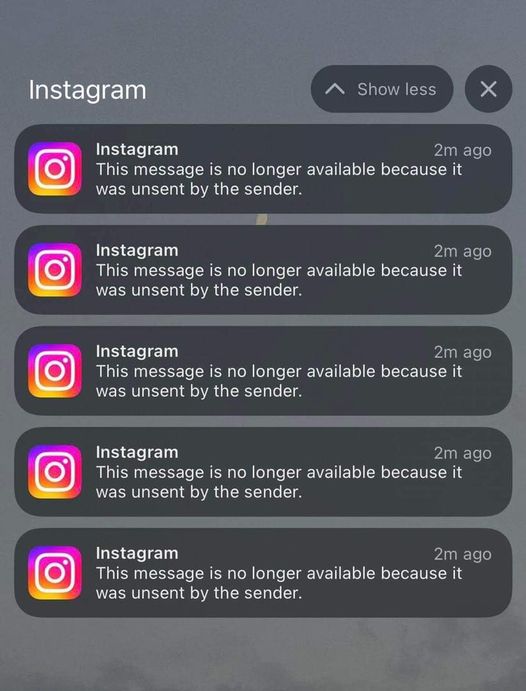 Instagram
Show less
Instagram
2m ago
This message is no longer available because it
was unsent by the sender.
Instagram
2m ago
This message is no longer available because it
was unsent by the sender.
Instagram
2m ago
This message is no longer available because it
was unsent by the sender.
Instagram
2m ago
This message is no longer available because it
was unsent by the sender.
Instagram
2m ago
This message is no longer available because it
was unsent by the sender.